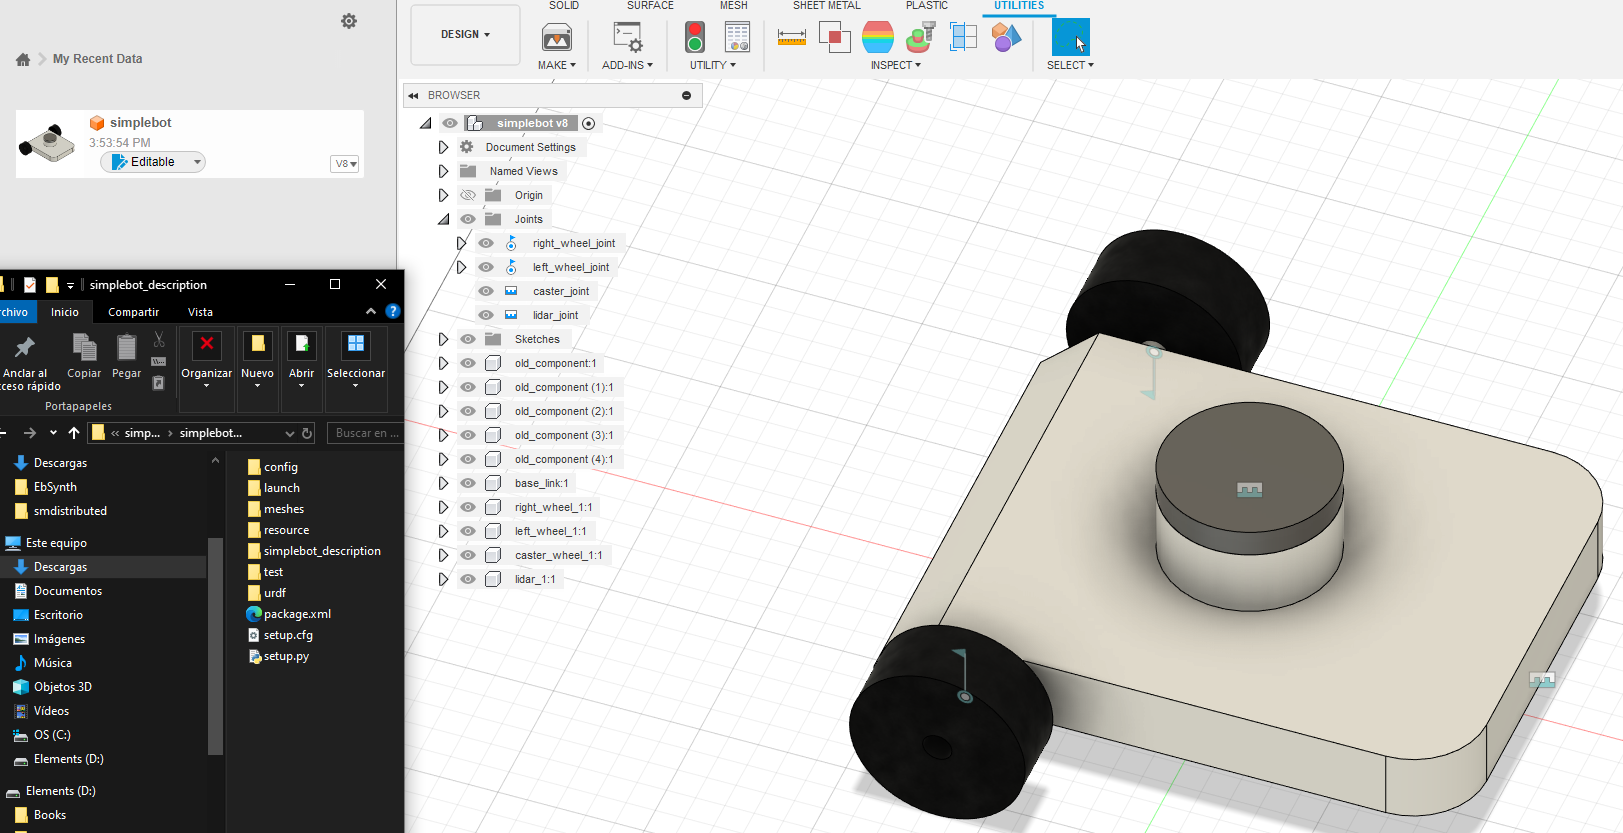 SOLID
SURFACE
MESH
SHEET METAL
PLASTIC
UTILITIES
DESIGN
MAKE
ADD-INS
UTILITY
INSPECT
SELECT
My Recent Data
simplebot
3:53:54 PM
Editable
V8
BROWSER
simplebot v8
Document Settings
Named Views
Origin
Joints
right_wheel_joint
left_wheel_joint
caster_joint
lidar_joint
Sketches
old_component:1
old_component (1):1
old_component (2):1
old_component (3):1
old_component (4):1
base_link:1
right_wheel_1:1
left_wheel_1:1
caster_wheel_1:1
lidar_1:1
simplebot_description
rchivo
Inicio
Compartir
Vista
Anclar al
cceso rápido
Copiar
Pegar
Organizar
Nuevo
Abrir
Seleccionar
Portapapeles
« simp... › simplebot...
Buscar en ...
Descargas
EbSynth
smdistributed
Este equipo
Descargas
Documentos
Escritorio
Imágenes
Música
Objetos 3D
Vídeos
OS (C:)
Elements (D:)
Elements (D:)
Books
config
launch
meshes
resource
simplebot_description
test
urdf
package.xml
setup.cfg
setup.py